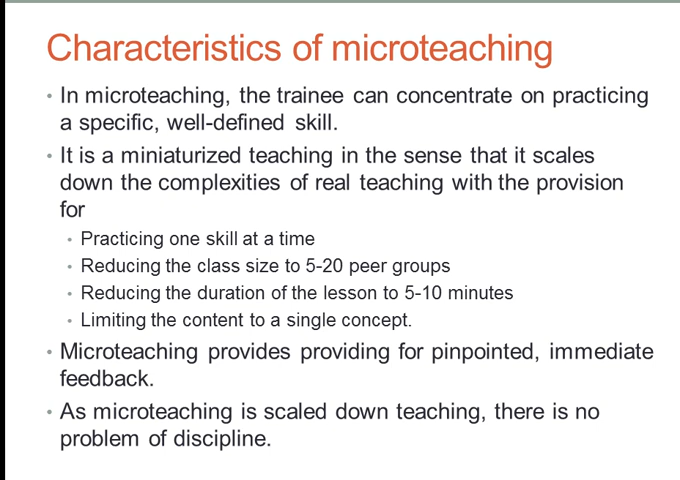 Characteristics of microteaching
• In microteaching, the trainee can concentrate on practicing
a specific, well-defined skill.
• It is a miniaturized teaching in the sense that it scales
down the complexities of real teaching with the provision
for
• Practicing one skill at a time
• Reducing the class size to 5-20 peer groups
• Reducing the duration of the lesson to 5-10 minutes
• Limiting the content to a single concept.
• Microteaching provides providing for pinpointed, immediate
feedback.
• As microteaching is scaled down teaching, there is no
problem of discipline.